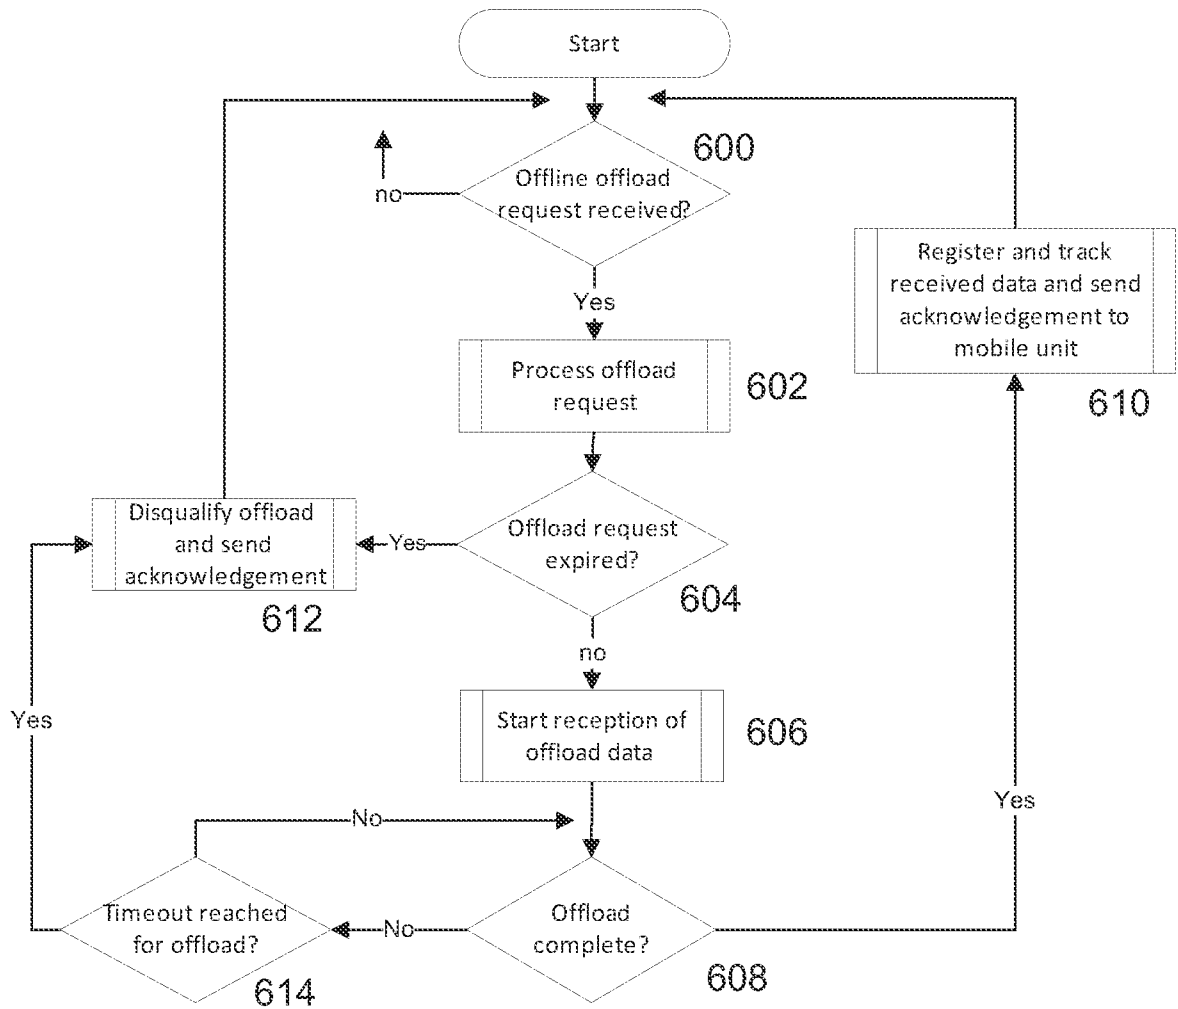 Start
600
Offline offload
request received?
no
Yes
Register and track
received data and send
acknowledgement to
mobile unit
610
Process offload
request
602
Disqualify offload
and send
acknowledgement
612
Yes
Offload request
expired?
604
no
Start reception of
offload data
606
Yes
No
Yes
Timeout reached
for offload?
614
No
Offload
complete?
608